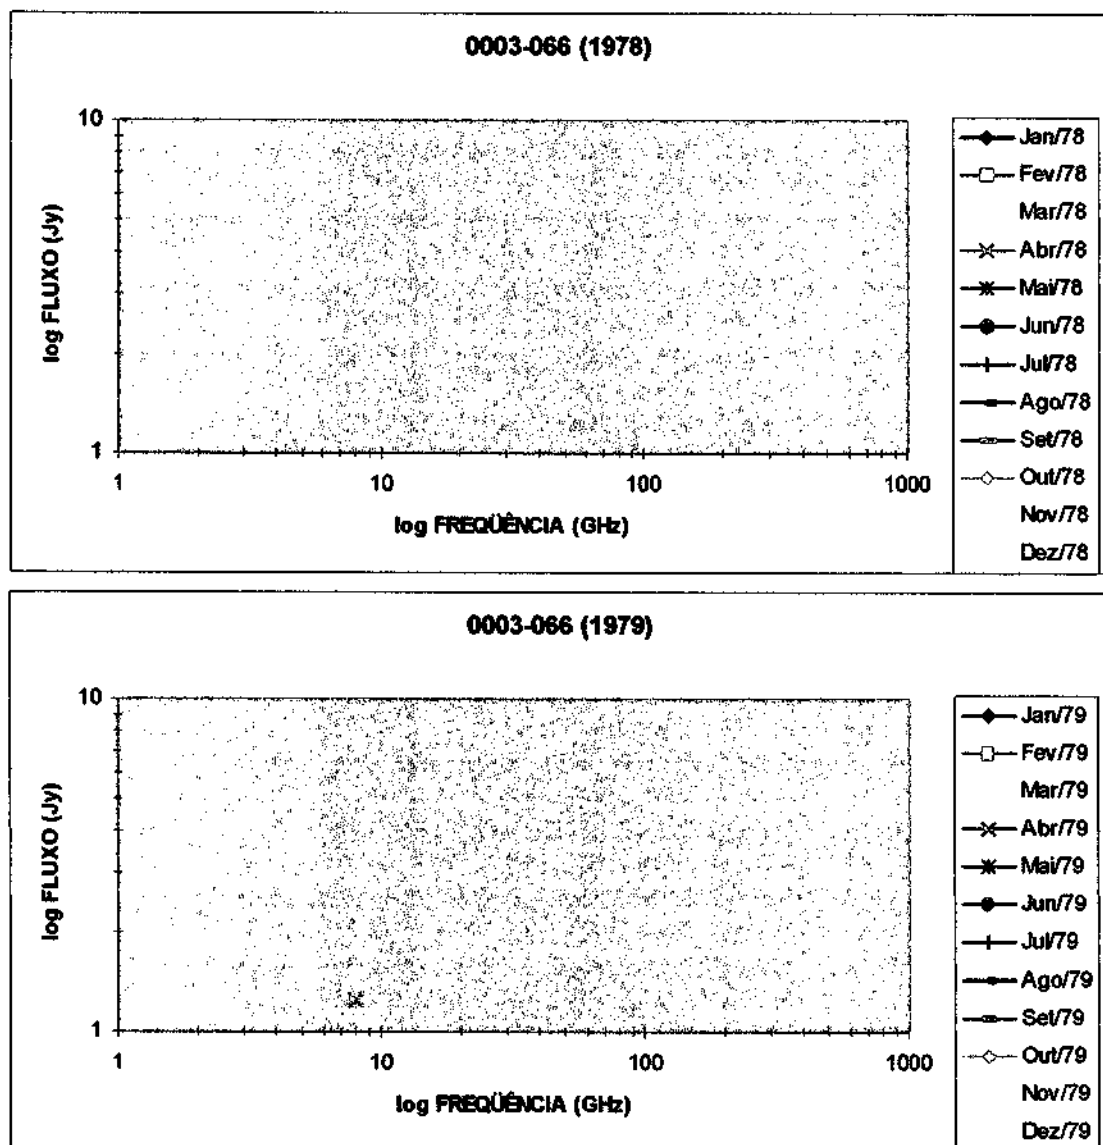 0003-066 (1978)
10
log FLUXO (Jy)
1
1 10 100 1000
log FREQÜÊNCIA (GHz)
Jan/78
Fev/78
Mar/78
Abr/78
Mai/78
Jun/78
Jul/78
Ago/78
Set/78
Out/78
Nov/78
Dez/78
0003-066 (1979)
10
log FLUXO (Jy)
1
1 10 100 1000
log FREQÜÊNCIA (GHz)
Jan/79
Fev/79
Mar/79
Abr/79
Mai/79
Jun/79
Jul/79
Ago/79
Set/79
Out/79
Nov/79
Dez/79